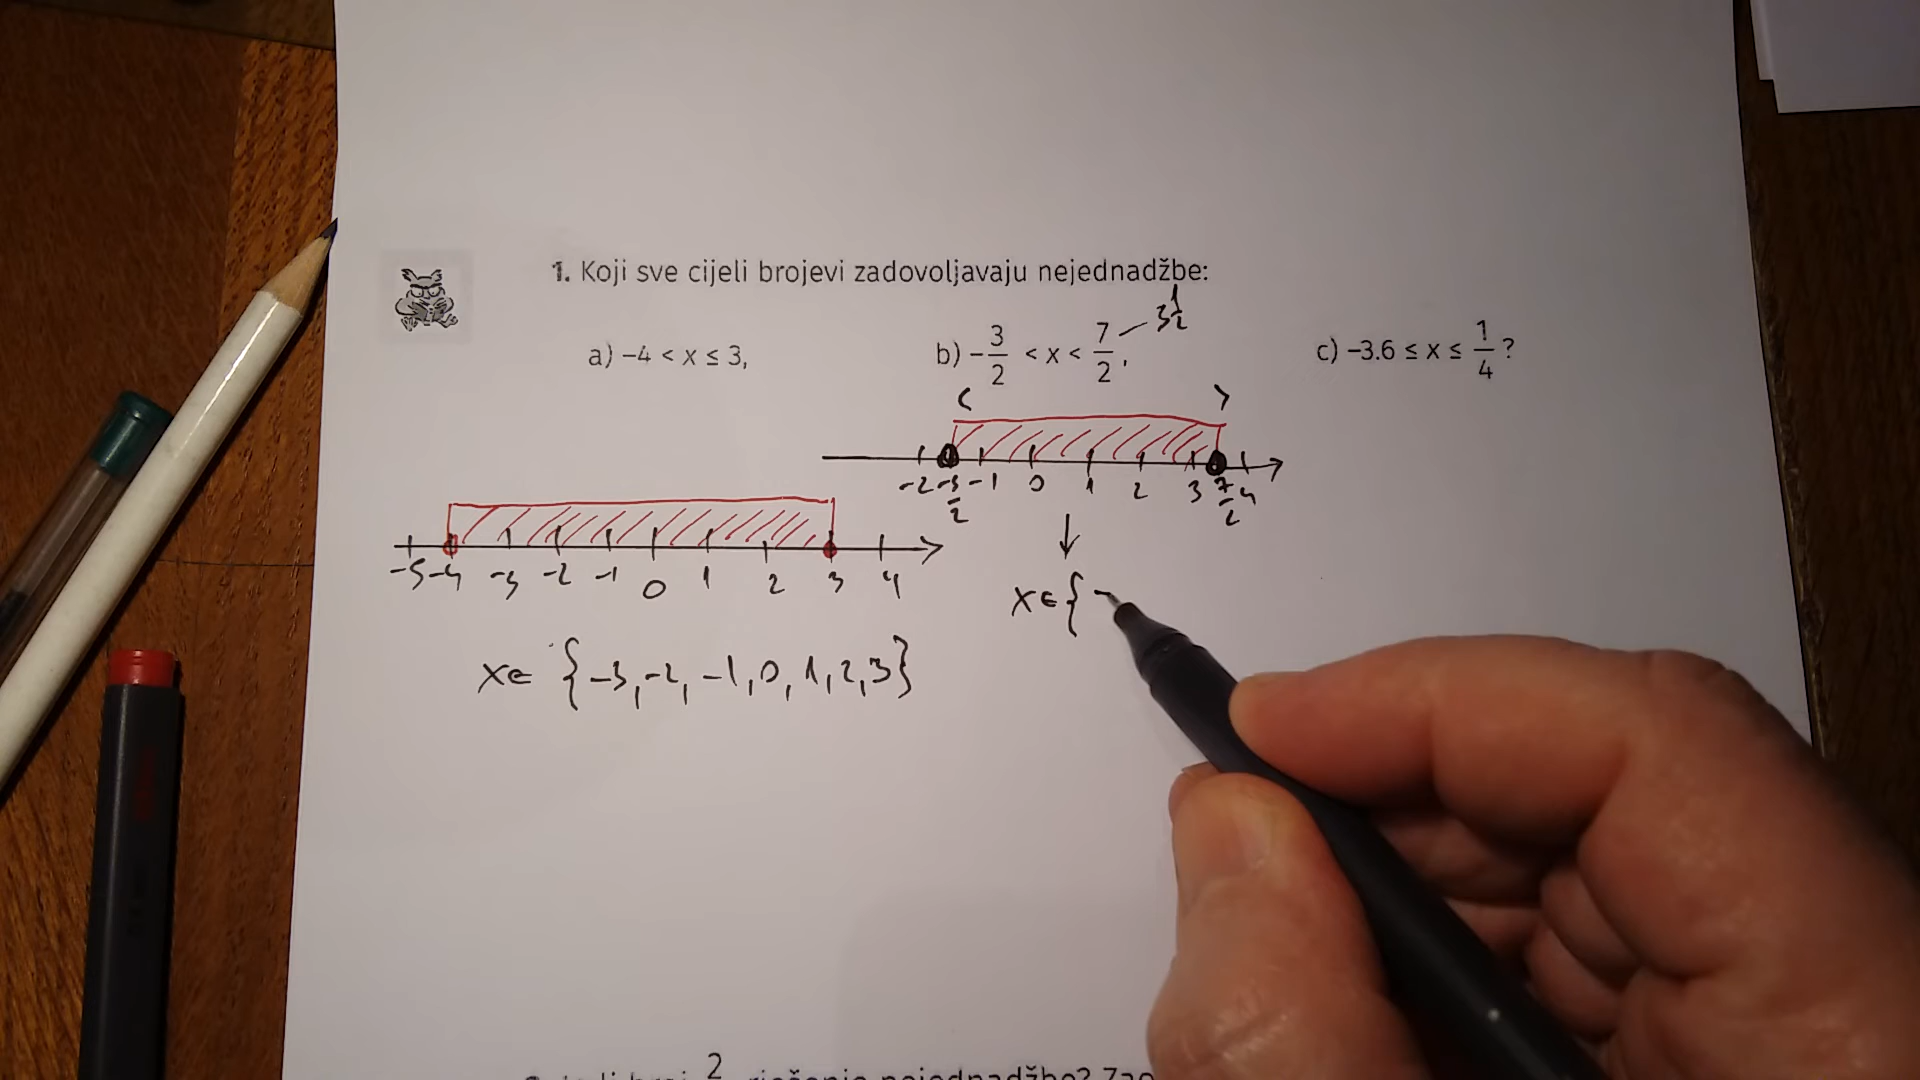 1. Koji sve cijeli brojevi zadovoljavaju nejednadžbe:
a) –4 < x ≤ 3,
b) –3/2 < x < 7/2, — 3 1/2
c) –3.6 ≤ x ≤ 1/4 ?
< >
-2 -3/2 -1 0 1 2 3 7/2 4
-5 -4 -3 -2 -1 0 1 2 3 4
x∈{ -
x∈ {-3,-2,-1,0,1,2,3}
2
nejednadžbe?